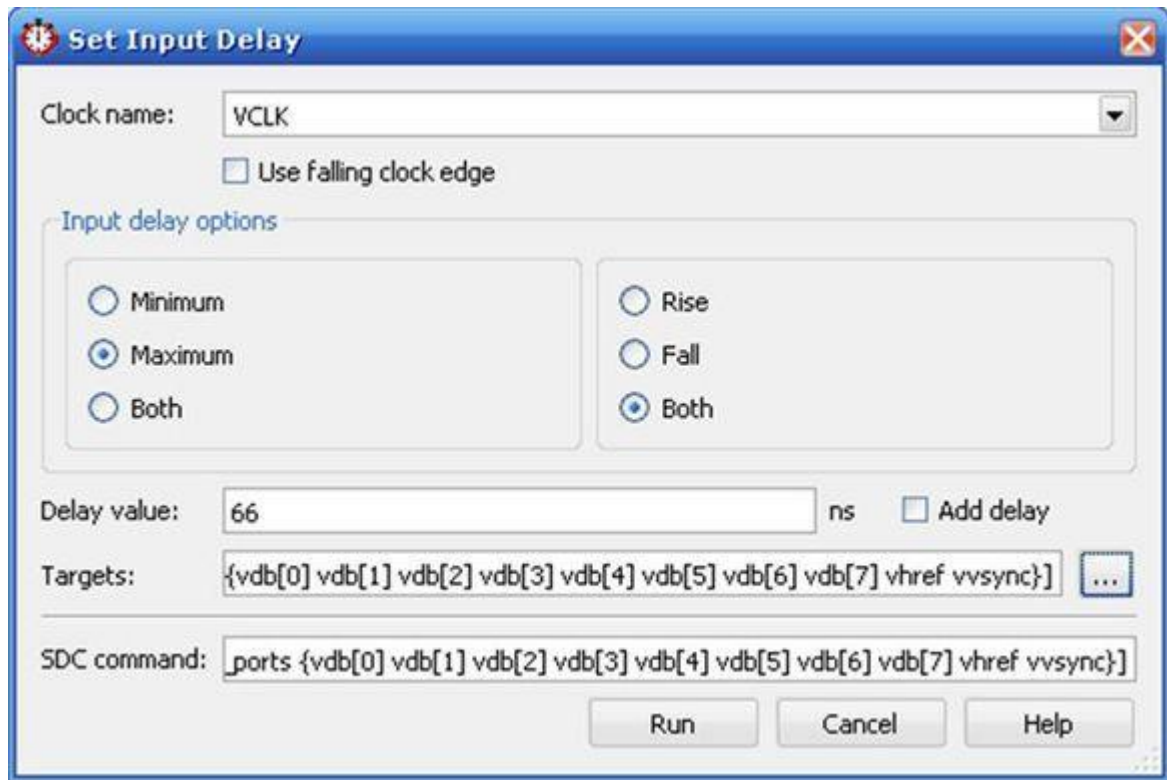 Set Input Delay
Clock name: VCLK
Use falling clock edge
Input delay options
Minimum Rise
Maximum Fall
Both Both
Delay value: 66 ns Add delay
Targets: {vdb[0] vdb[1] vdb[2] vdb[3] vdb[4] vdb[5] vdb[6] vdb[7] vhref vvsync}] ...
SDC command: _ports {vdb[0] vdb[1] vdb[2] vdb[3] vdb[4] vdb[5] vdb[6] vdb[7] vhref vvsync}]
Run Cancel Help